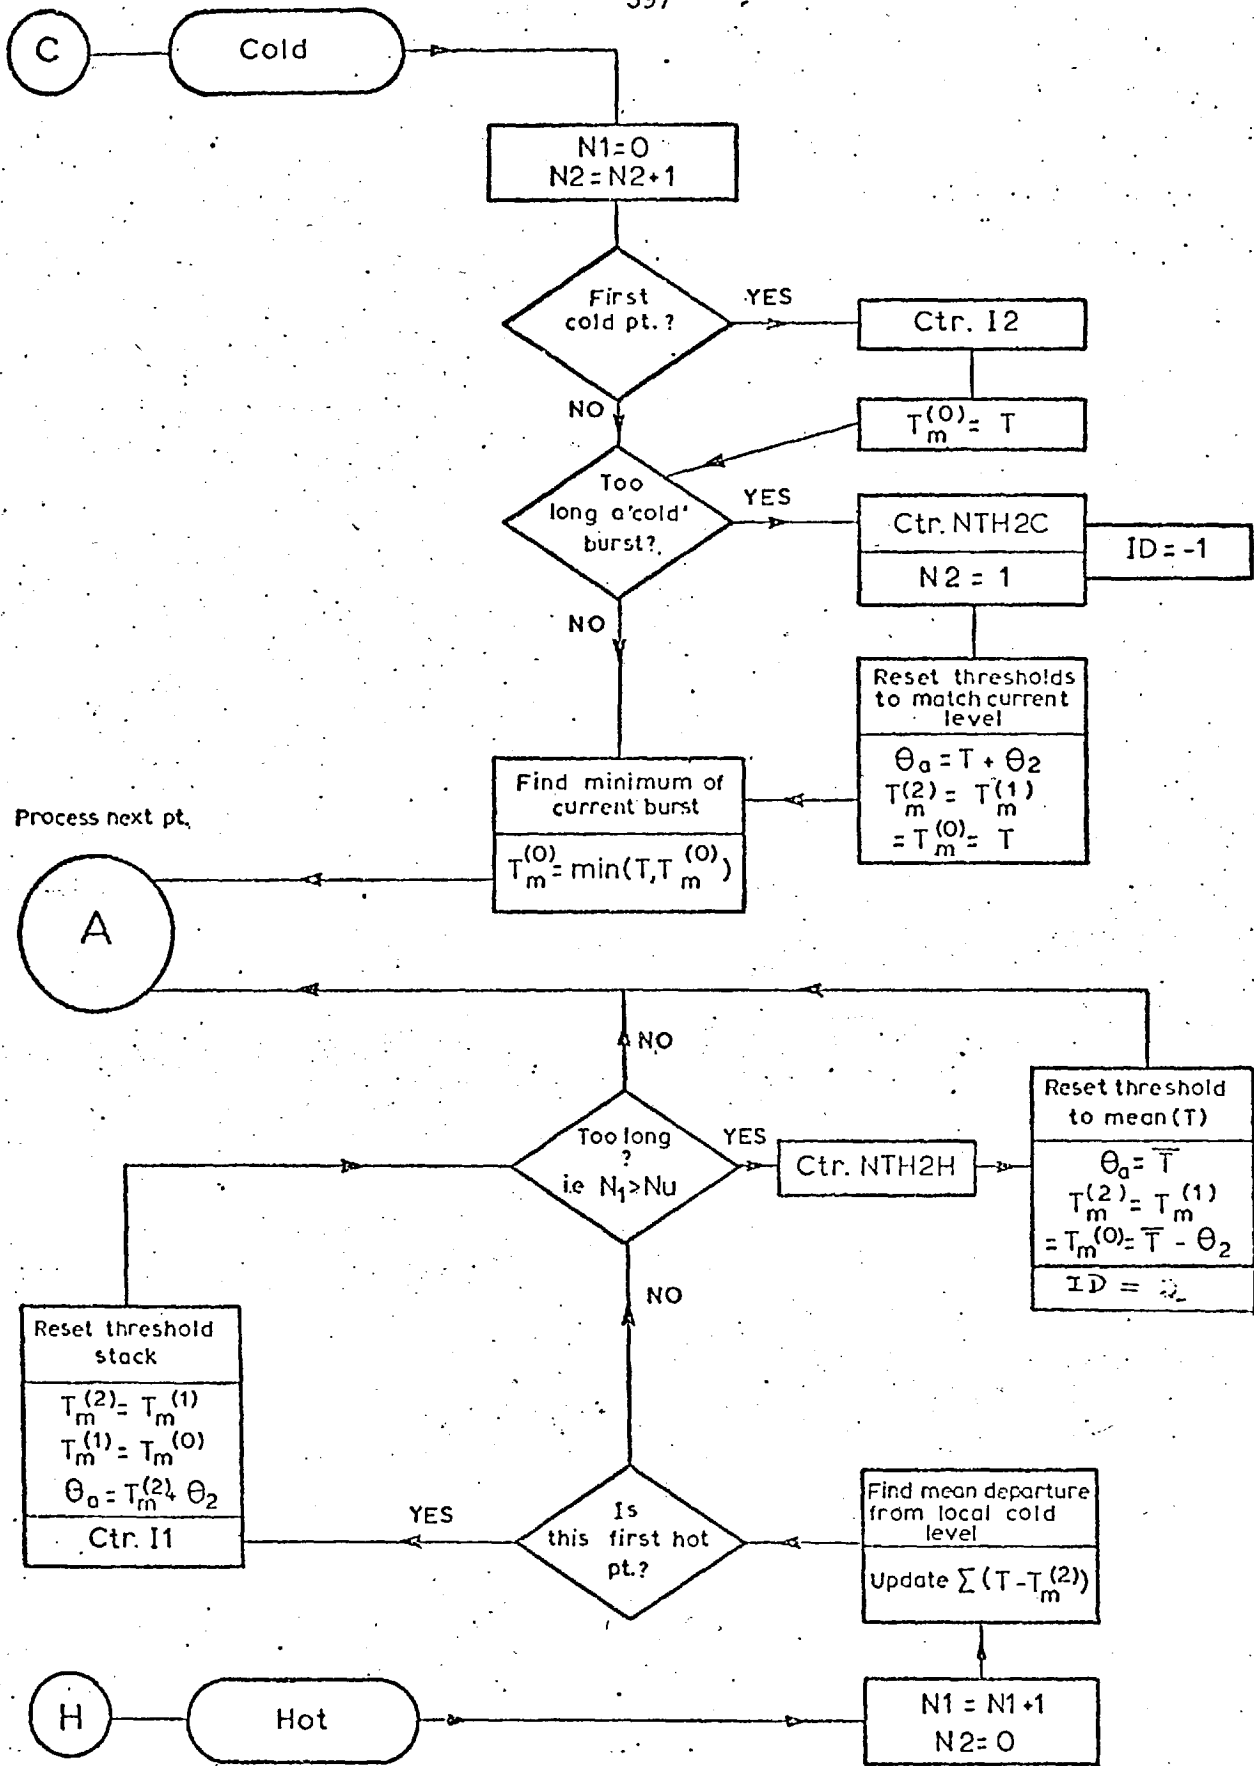 397
C
Cold
N1=0
N2=N2+1
First
cold pt.?
YES
Ctr. I2
NO
T_m^(0) = T
Too
long a 'cold'
burst?
YES
Ctr. NTH2C
N2 = 1
ID = -1
NO
Reset thresholds
to match current
level
θ_a = T + θ_2
T_m^(2) = T_m^(1)
= T_m^(0) = T
Find minimum of
current burst
T_m^(0) = min(T, T_m^(0))
Process next pt.
A
NO
Too long
?
i.e N_1>Nu
YES
Ctr. NTH2H
Reset threshold
to mean (T)
θ_a = T̅
T_m^(2) = T_m^(1)
= T_m^(0) = T̅ - θ_2
ID =
NO
Reset threshold
stack
T_m^(2) = T_m^(1)
T_m^(1) = T_m^(0)
θ_a = T_m^(2) + θ_2
Ctr. I1
YES
Is
this first hot
pt.?
Find mean departure
from local cold
level
Update Σ (T - T_m^(2))
H
Hot
N1 = N1+1
N2 = 0